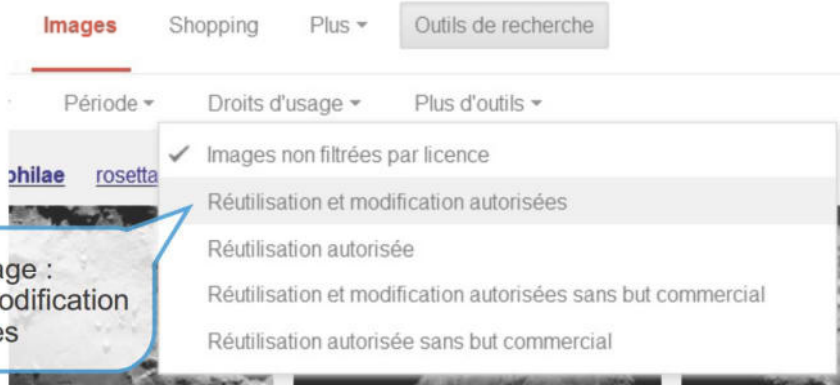 Images Shopping Plus Outils de recherche
Période Droits d'usage Plus d'outils
Images non filtrées par licence
philae rosetta
Réutilisation et modification autorisées
Réutilisation autorisée
Réutilisation et modification autorisées sans but commercial
Réutilisation autorisée sans but commercial
age :
odification
es